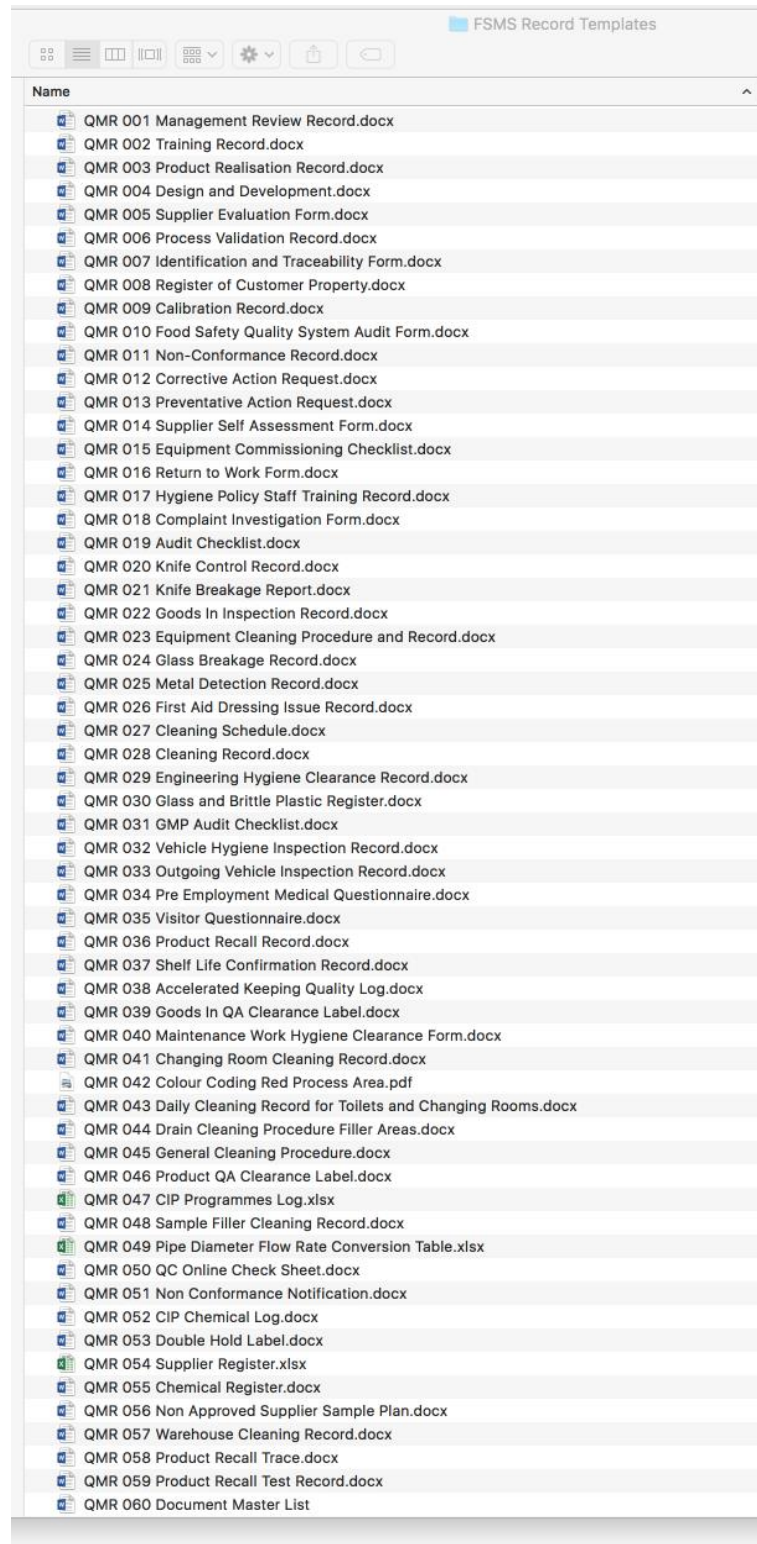 FSMS Record Templates
Name
QMR 001 Management Review Record.docx
QMR 002 Training Record.docx
QMR 003 Product Realisation Record.docx
QMR 004 Design and Development.docx
QMR 005 Supplier Evaluation Form.docx
QMR 006 Process Validation Record.docx
QMR 007 Identification and Traceability Form.docx
QMR 008 Register of Customer Property.docx
QMR 009 Calibration Record.docx
QMR 010 Food Safety Quality System Audit Form.docx
QMR 011 Non-Conformance Record.docx
QMR 012 Corrective Action Request.docx
QMR 013 Preventative Action Request.docx
QMR 014 Supplier Self Assessment Form.docx
QMR 015 Equipment Commissioning Checklist.docx
QMR 016 Return to Work Form.docx
QMR 017 Hygiene Policy Staff Training Record.docx
QMR 018 Complaint Investigation Form.docx
QMR 019 Audit Checklist.docx
QMR 020 Knife Control Record.docx
QMR 021 Knife Breakage Report.docx
QMR 022 Goods In Inspection Record.docx
QMR 023 Equipment Cleaning Procedure and Record.docx
QMR 024 Glass Breakage Record.docx
QMR 025 Metal Detection Record.docx
QMR 026 First Aid Dressing Issue Record.docx
QMR 027 Cleaning Schedule.docx
QMR 028 Cleaning Record.docx
QMR 029 Engineering Hygiene Clearance Record.docx
QMR 030 Glass and Brittle Plastic Register.docx
QMR 031 GMP Audit Checklist.docx
QMR 032 Vehicle Hygiene Inspection Record.docx
QMR 033 Outgoing Vehicle Inspection Record.docx
QMR 034 Pre Employment Medical Questionnaire.docx
QMR 035 Visitor Questionnaire.docx
QMR 036 Product Recall Record.docx
QMR 037 Shelf Life Confirmation Record.docx
QMR 038 Accelerated Keeping Quality Log.docx
QMR 039 Goods In QA Clearance Label.docx
QMR 040 Maintenance Work Hygiene Clearance Form.docx
QMR 041 Changing Room Cleaning Record.docx
QMR 042 Colour Coding Red Process Area.pdf
QMR 043 Daily Cleaning Record for Toilets and Changing Rooms.docx
QMR 044 Drain Cleaning Procedure Filler Areas.docx
QMR 045 General Cleaning Procedure.docx
QMR 046 Product QA Clearance Label.docx
QMR 047 CIP Programmes Log.xlsx
QMR 048 Sample Filler Cleaning Record.docx
QMR 049 Pipe Diameter Flow Rate Conversion Table.xlsx
QMR 050 QC Online Check Sheet.docx
QMR 051 Non Conformance Notification.docx
QMR 052 CIP Chemical Log.docx
QMR 053 Double Hold Label.docx
QMR 054 Supplier Register.xlsx
QMR 055 Chemical Register.docx
QMR 056 Non Approved Supplier Sample Plan.docx
QMR 057 Warehouse Cleaning Record.docx
QMR 058 Product Recall Trace.docx
QMR 059 Product Recall Test Record.docx
QMR 060 Document Master List